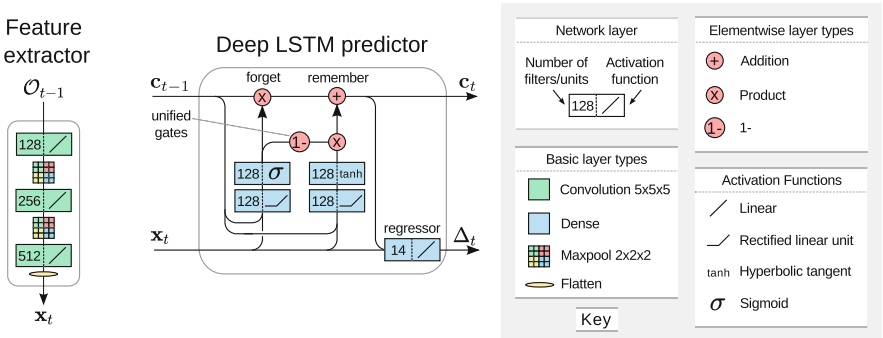 Feature
extractor
𝒪ₜ₋₁
128
256
512
xₜ
Deep LSTM predictor
cₜ₋₁
forget
remember
cₜ
x
+
unified
gates
1-
x
128 σ
128 tanh
128
128
xₜ
regressor
14
Δₜ
Network layer
Number of
filters/units
Activation
function
128
Basic layer types
Convolution 5x5x5
Dense
Maxpool 2x2x2
Flatten
Key
Elementwise layer types
+ Addition
x Product
1- 1-
Activation Functions
Linear
Rectified linear unit
tanh Hyperbolic tangent
σ Sigmoid